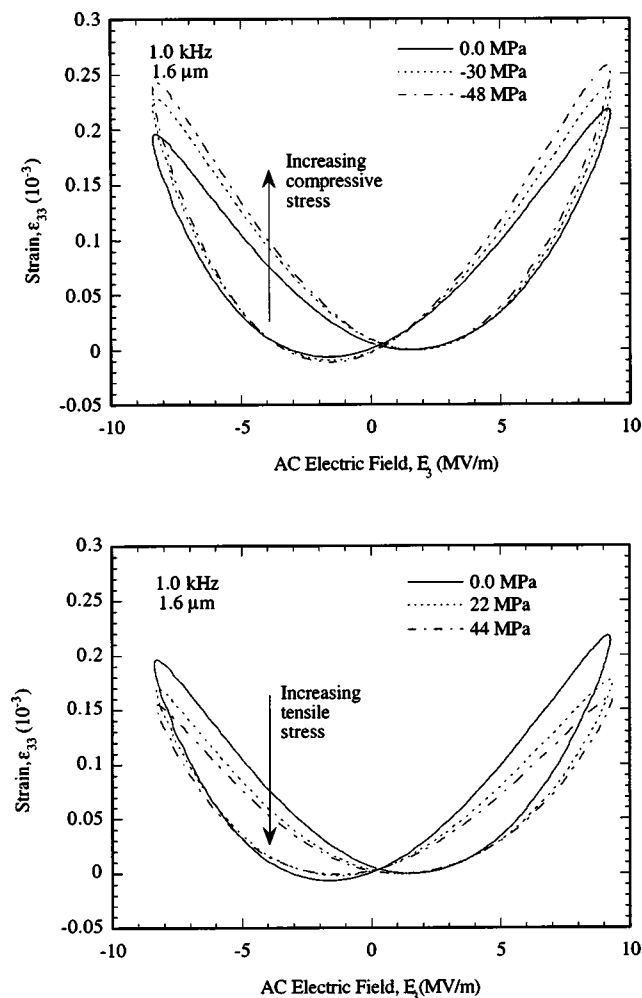 0.3
0.25
0.2
0.15
0.1
0.05
0
-0.05
Strain, ε33 (10-3)
1.0 kHz
1.6 μm
0.0 MPa
-30 MPa
-48 MPa
Increasing
compressive
stress
-10
-5
0
5
10
AC Electric Field, E3 (MV/m)
0.3
0.25
0.2
0.15
0.1
0.05
0
-0.05
Strain, ε33 (10-3)
1.0 kHz
1.6 μm
0.0 MPa
22 MPa
44 MPa
Increasing
tensile
stress
-10
-5
0
5
10
AC Electric Field, E3(MV/m)